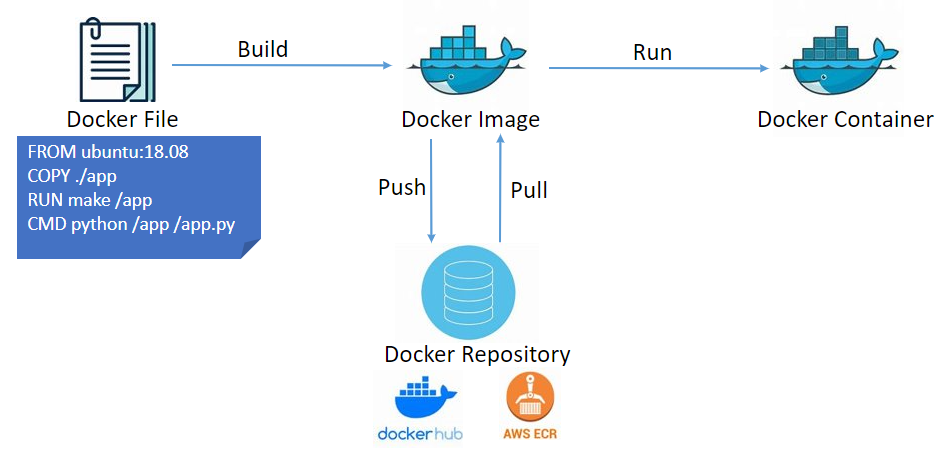 Build
Run
Docker File
Docker Image
Docker Container
FROM ubuntu:18.08
COPY ./app
RUN make /app
CMD python /app /app.py
Push
Pull
Docker Repository
dockerhub
AWS ECR